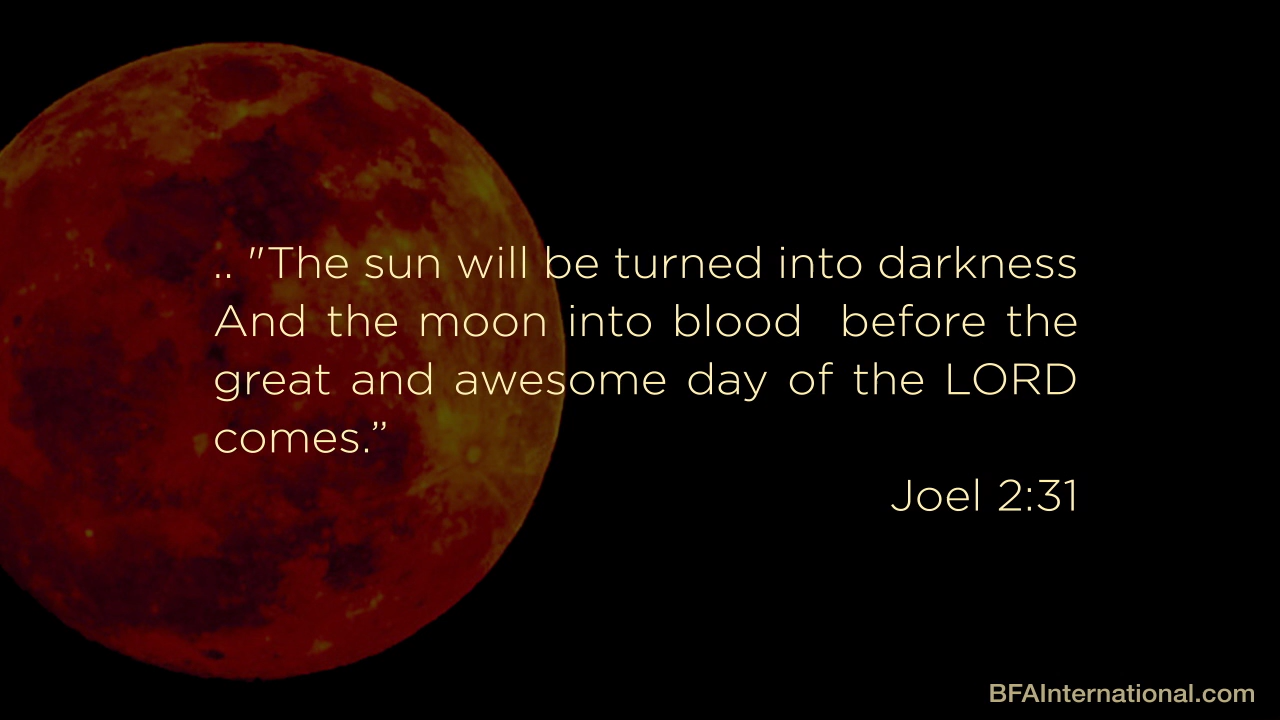 .. "The sun will be turned into darkness
And the moon into blood  before the
great and awesome day of the LORD
comes.”
Joel 2:31
BFAInternational.com